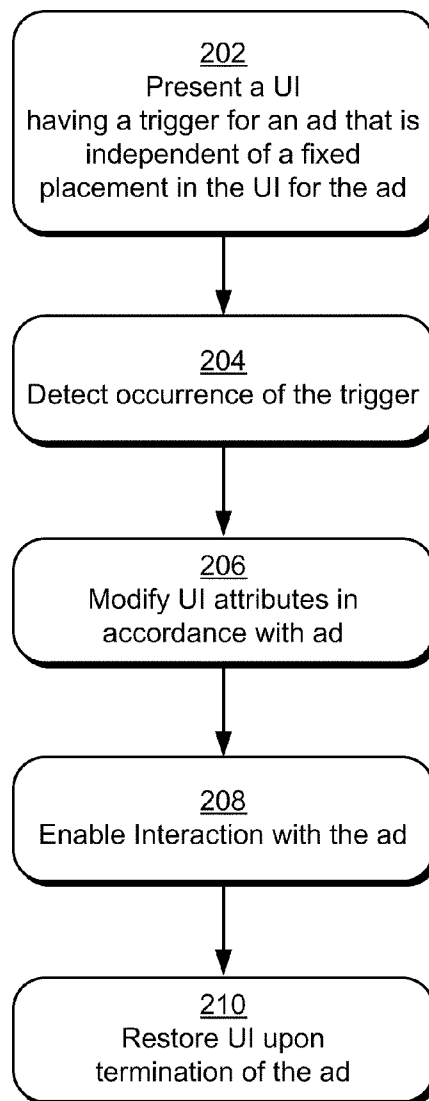 202
Present a UI
having a trigger for an ad that is
independent of a fixed
placement in the UI for the ad
204
Detect occurrence of the trigger
206
Modify UI attributes in
accordance with ad
208
Enable Interaction with the ad
210
Restore UI upon
termination of the ad